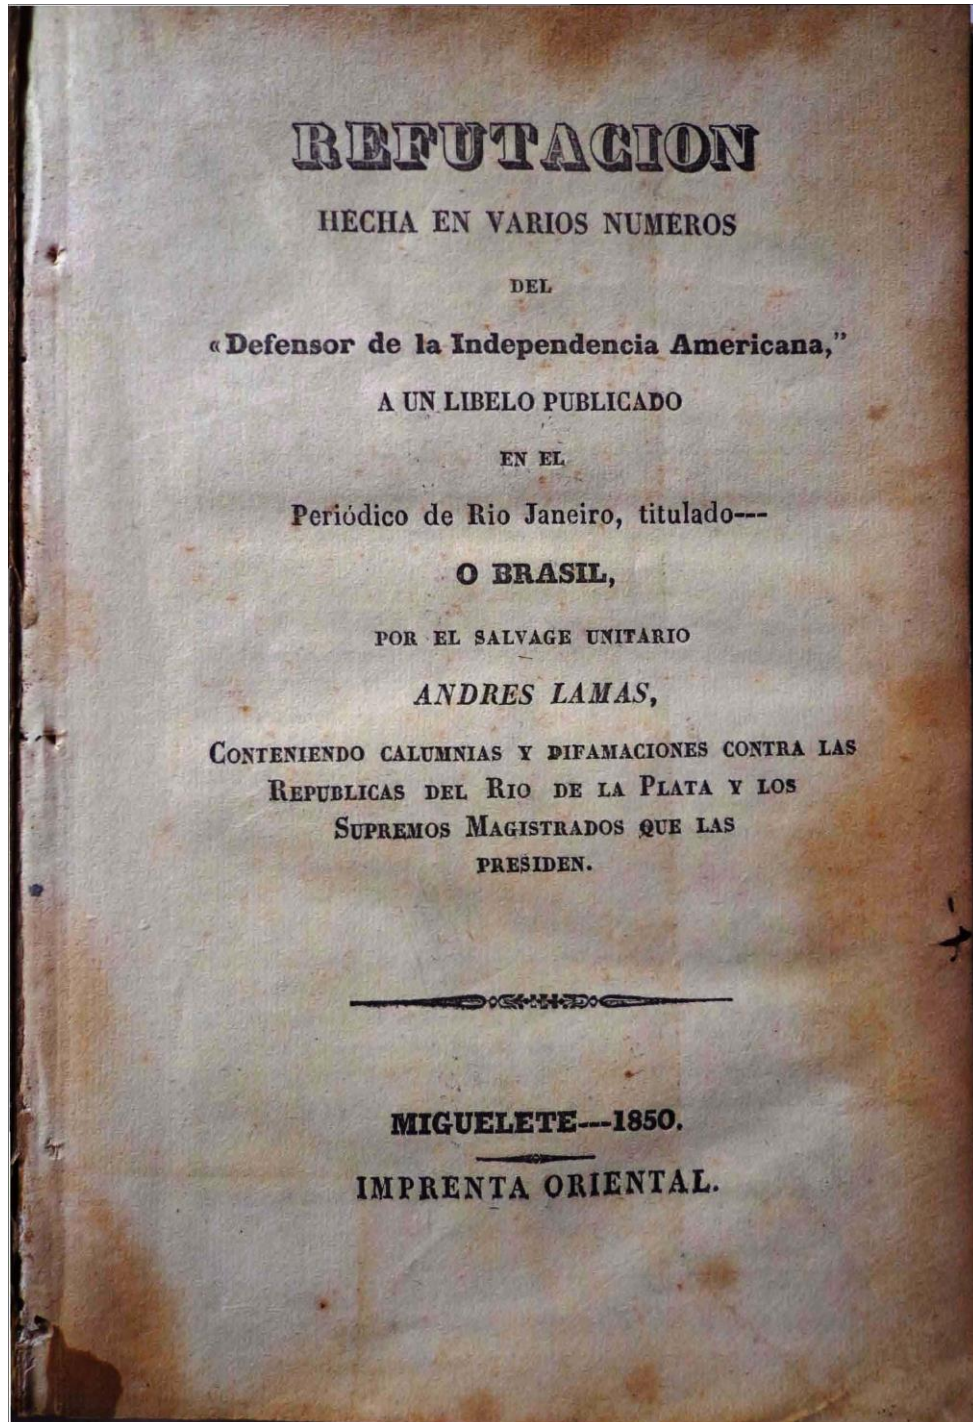 REFUTACION
HECHA EN VARIOS NUMEROS
DEL
«Defensor de la Independencia Americana,”
A UN LIBELO PUBLICADO
EN EL
Periódico de Rio Janeiro, titulado---
O BRASIL,
POR EL SALVAGE UNITARIO
ANDRES LAMAS,
CONTENIENDO CALUMNIAS Y DIFAMACIONES CONTRA LAS
REPUBLICAS DEL RIO DE LA PLATA Y LOS
SUPREMOS MAGISTRADOS QUE LAS
PRESIDEN.
MIGUELETE---1850.
IMPRENTA ORIENTAL.